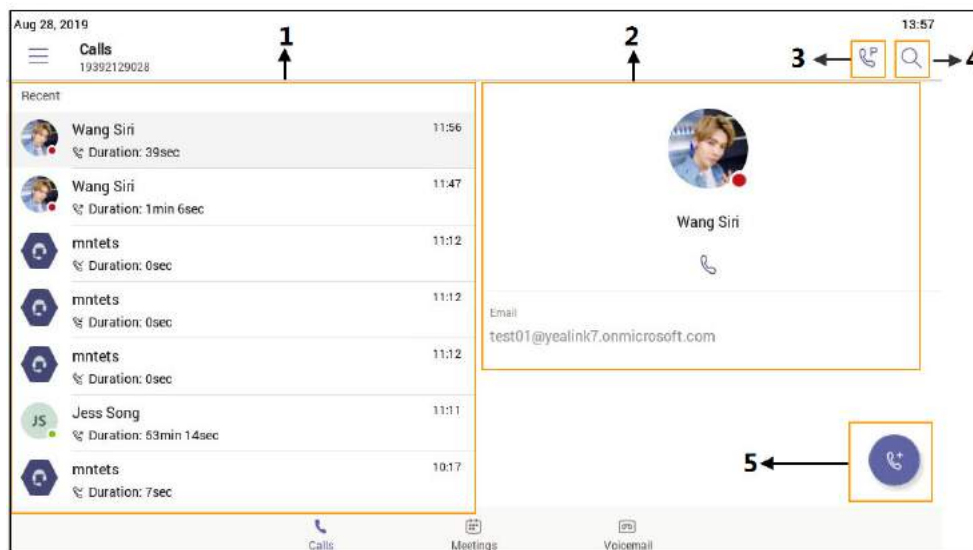 Aug 28, 2019
13:57
1
2
Calls
19392129028
3
P
4
Recent
Wang Siri
11:56
Duration: 39sec
Wang Siri
11:47
Duration: 1min 6sec
mntets
11:12
Duration: 0sec
mntets
11:12
Duration: 0sec
mntets
11:12
Duration: 0sec
JS
Jess Song
11:11
Duration: 53min 14sec
mntets
10:17
Duration: 7sec
Wang Siri
Email
test01@yealink7.onmicrosoft.com
5
Calls
Meetings
Voicemail